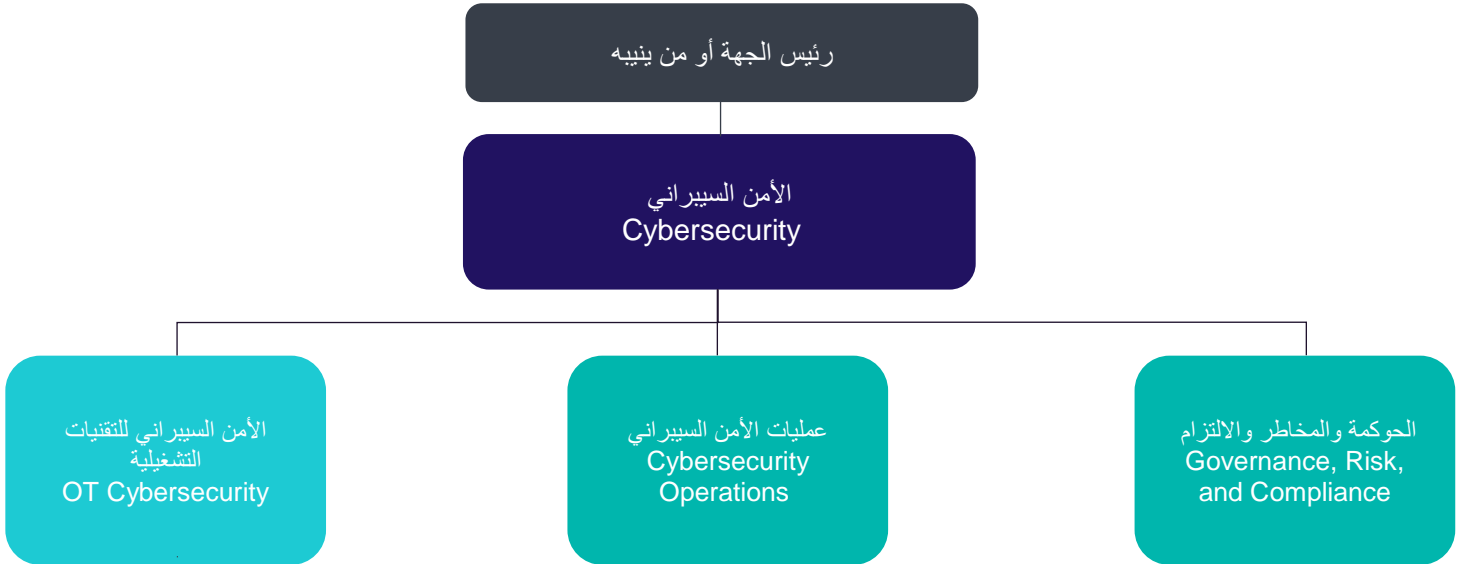 رئيس الجهة أو من ينيبه
الأمن السيبراني
Cybersecurity
الحوكمة والمخاطر والالتزام
Governance, Risk,
and Compliance
عمليات الأمن السيبراني
Cybersecurity
Operations
الأمن السيبراني للتقنيات
التشغيلية
OT Cybersecurity